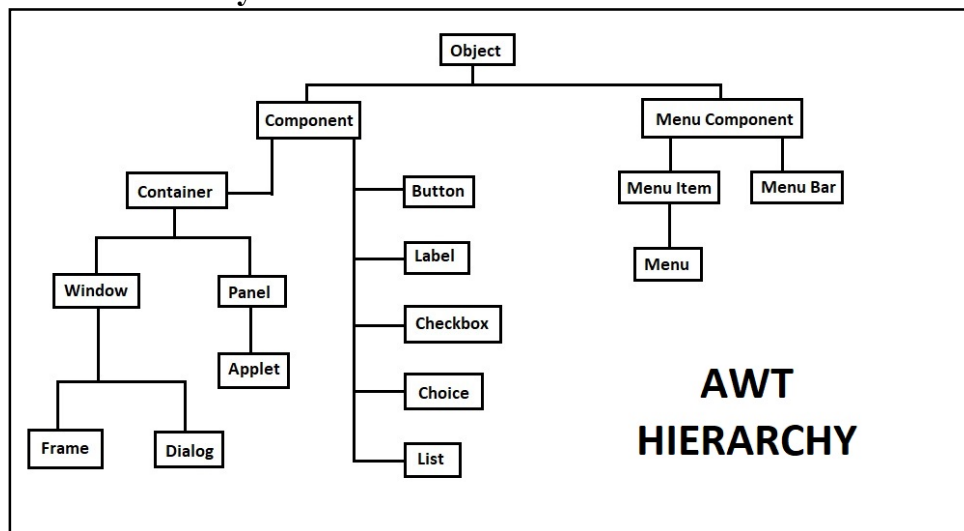 y
Object
Component
Menu Component
Container
Button
Menu Item
Menu Bar
Label
Menu
Window
Panel
Checkbox
Applet
Choice
AWT
HIERARCHY
Frame
Dialog
List